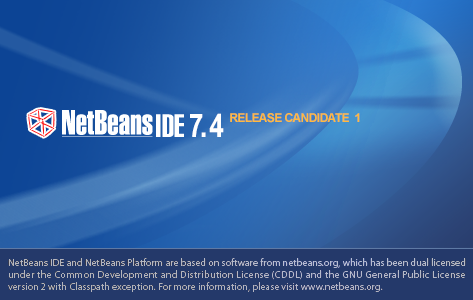 NetBeans IDE 7.4 RELEASE CANDIDATE 1
NetBeans IDE and NetBeans Platform are based on software from netbeans.org, which has been dual licensed
under the Common Development and Distribution License (CDDL) and the GNU General Public License
version 2 with Classpath exception. For more information, please visit www.netbeans.org.